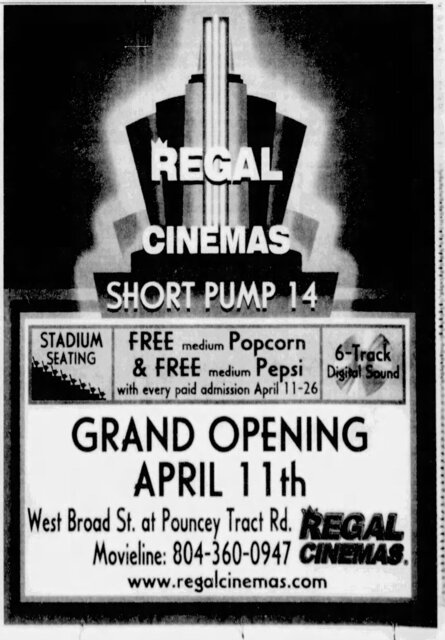 REGAL
CINEMAS
SHORT PUMP 14
STADIUM
SEATING
FREE medium Popcorn
& FREE medium Pepsi
with every paid admission April 11-26
6-Track
Digital Sound
GRAND OPENING
APRIL 11th
West Broad St. at Pouncey Tract Rd.
Movieline: 804-360-0947
www.regalcinemas.com
REGAL
CINEMAS.